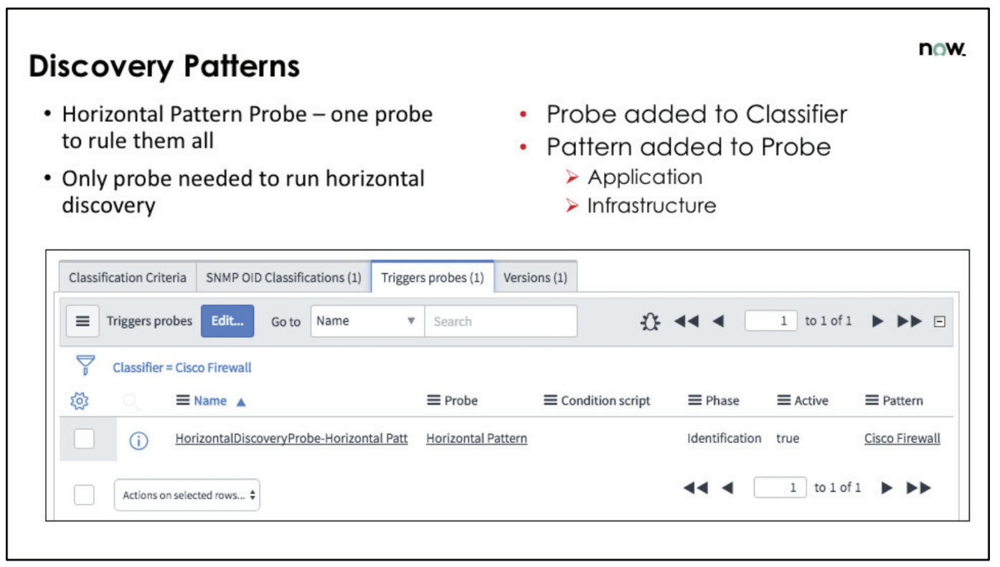 now.
Discovery Patterns
• Horizontal Pattern Probe – one probe
to rule them all
• Only probe needed to run horizontal
discovery
• Probe added to Classifier
• Pattern added to Probe
➢ Application
➢ Infrastructure
Classification Criteria SNMP OID Classifications (1) Triggers probes (1) Versions (1)
Triggers probes Edit... Go to Name Search 1 to 1 of 1
Classifier = Cisco Firewall
Name Probe Condition script Phase Active Pattern
HorizontalDiscoveryProbe-Horizontal Patt Horizontal Pattern Identification true Cisco Firewall
Actions on selected rows... 1 to 1 of 1